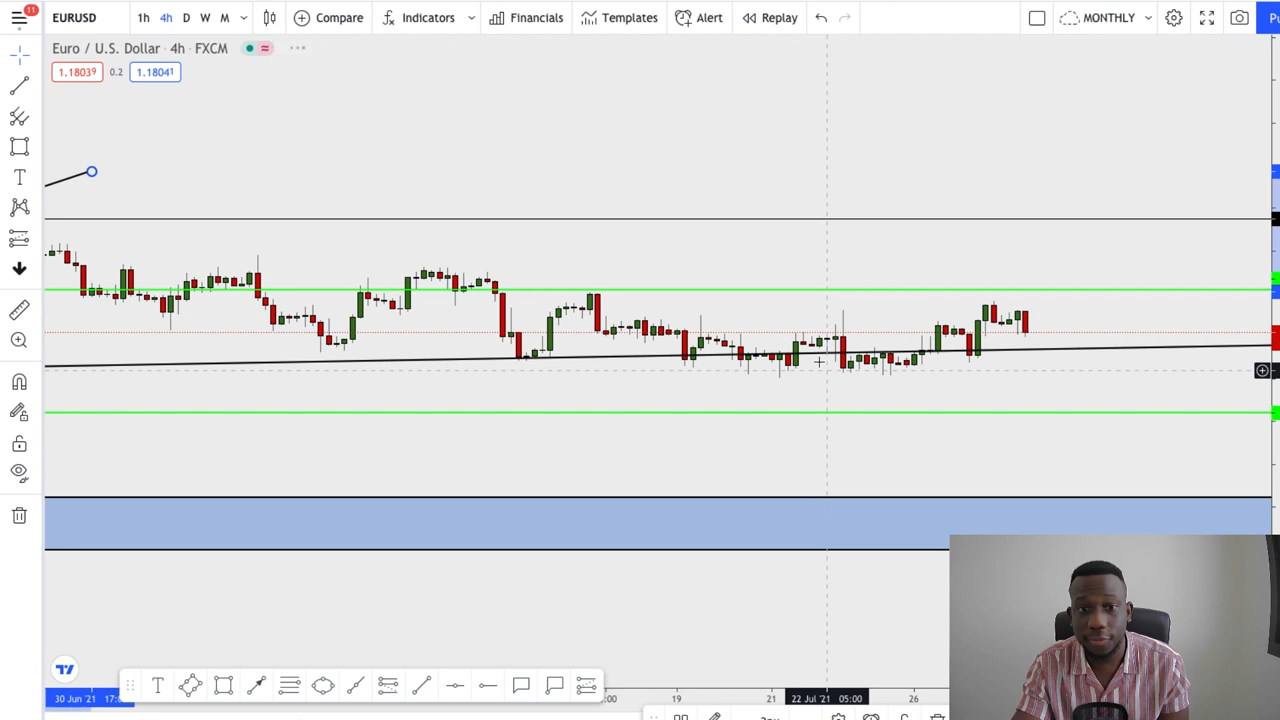 11
EURUSD 1h 4h D W M Compare Indicators Financials Templates Alert Replay MONTHLY
Euro / U.S. Dollar · 4h · FXCM
1.18039 0.2 1.18041
T
T
30 Jun '21 19 21 22 Jul '21 05:00 26